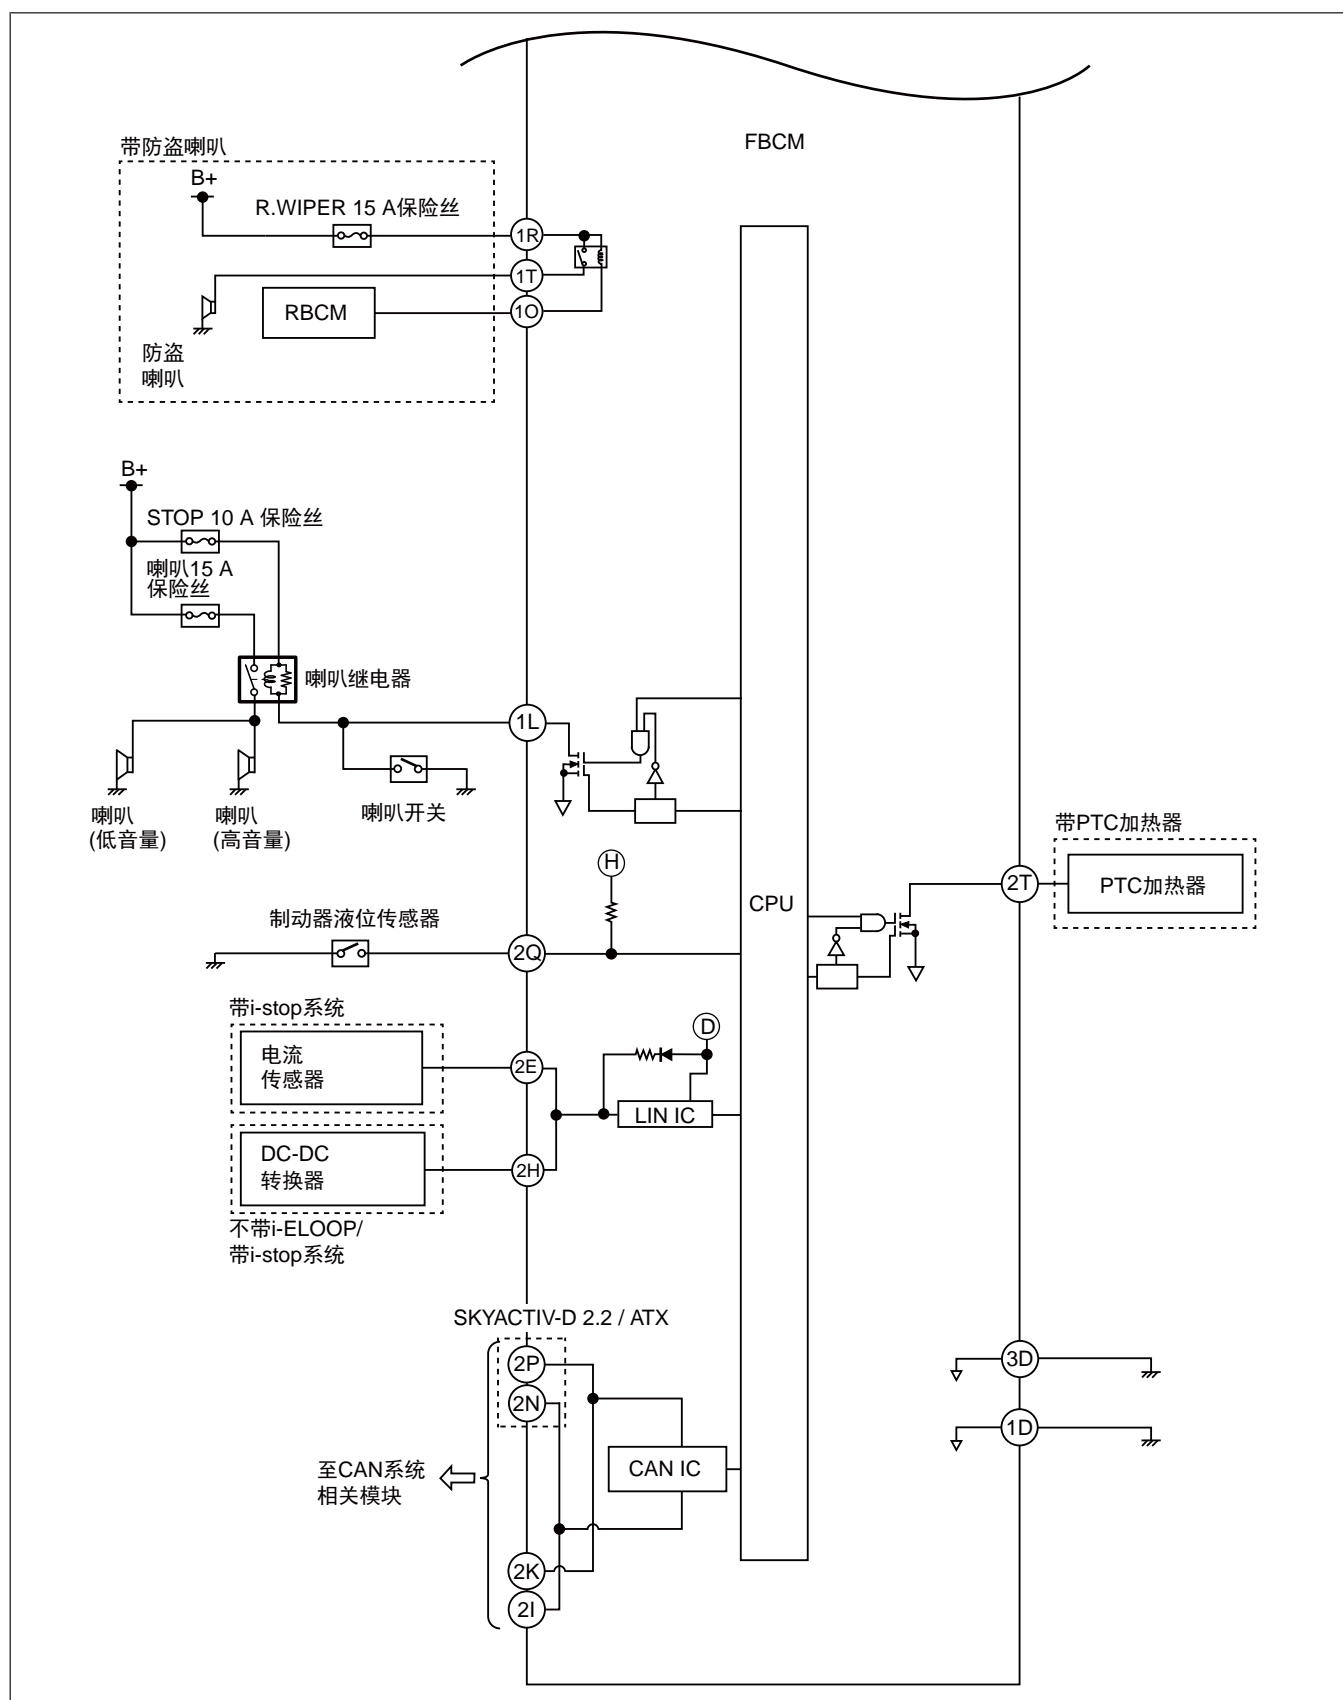 FBCM
带防盗喇叭
B+
R.WIPER 15 A保险丝
1R
1T
RBCM
1O
防盗
喇叭
B+
STOP 10 A 保险丝
喇叭15 A
保险丝
喇叭继电器
1L
喇叭
(低音量)
喇叭
(高音量)
喇叭开关
H
带PTC加热器
2T
PTC加热器
CPU
制动器液位传感器
2Q
带i-stop系统
电流
传感器
2E
D
LIN IC
DC-DC
转换器
2H
不带i-ELOOP/
带i-stop系统
SKYACTIV-D 2.2 / ATX
2P
2N
3D
1D
至CAN系统
相关模块
CAN IC
2K
2I